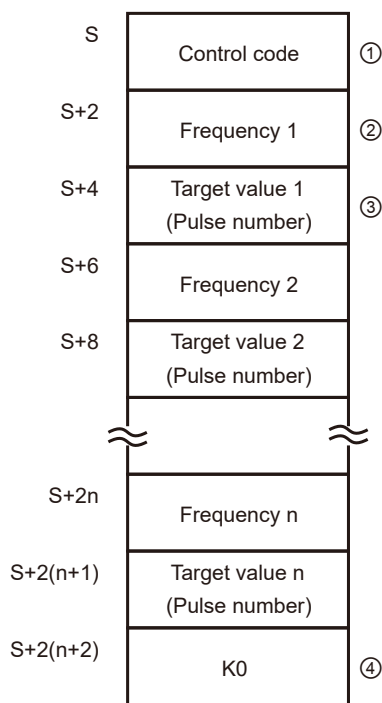 S
Control code
①
S+2
Frequency 1
②
S+4
Target value 1
(Pulse number)
③
S+6
Frequency 2
S+8
Target value 2
(Pulse number)
S+2n
Frequency n
S+2(n+1)
Target value n
(Pulse number)
S+2(n+2)
K0
④